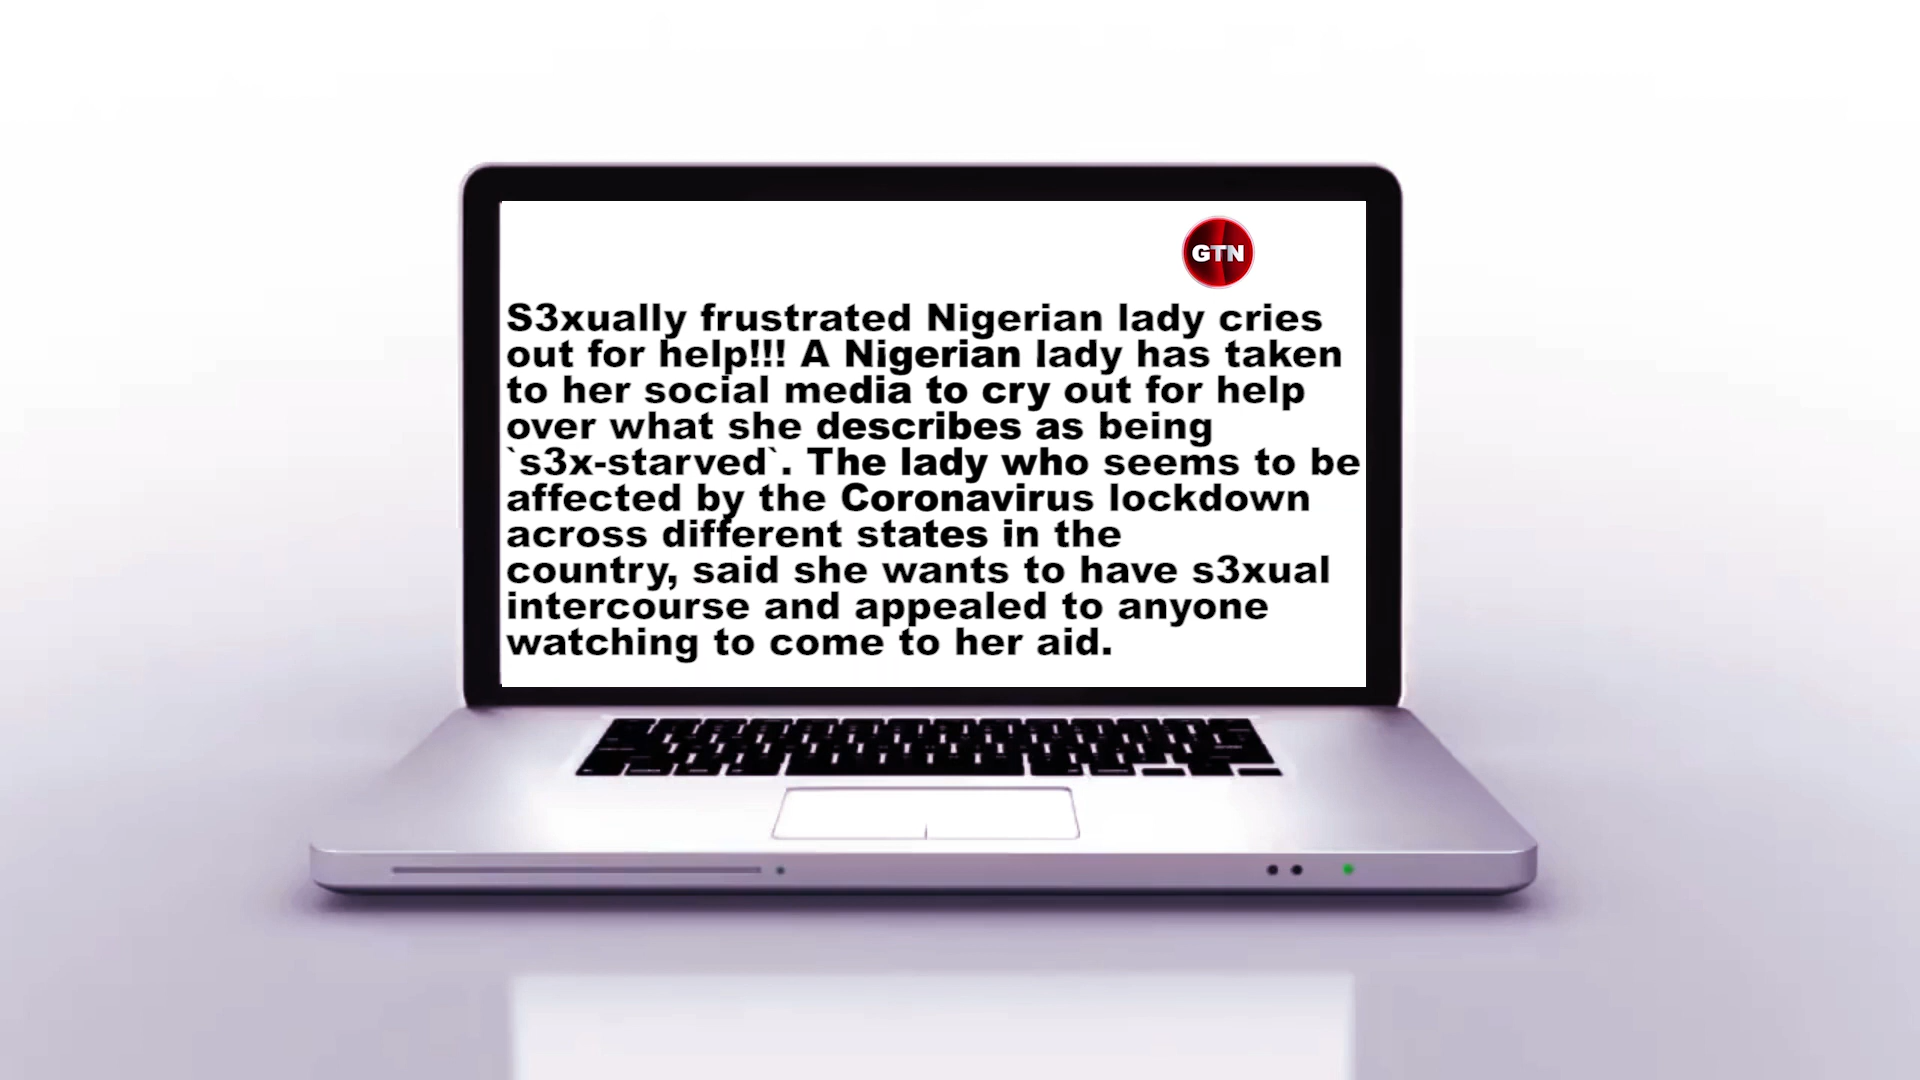 GTN
S3xually frustrated Nigerian lady cries
out for help!!! A Nigerian lady has taken
to her social media to cry out for help
over what she describes as being
`s3x-starved`. The lady who seems to be
affected by the Coronavirus lockdown
across different states in the
country, said she wants to have s3xual
intercourse and appealed to anyone
watching to come to her aid.